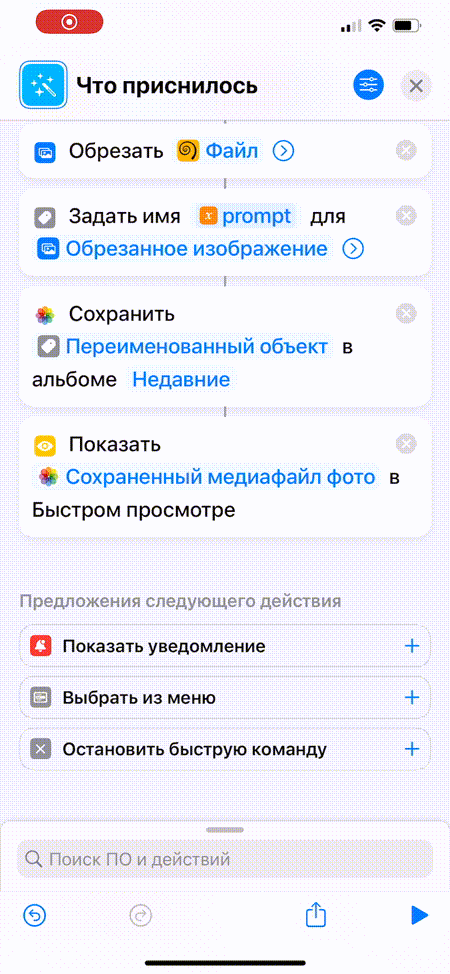 Что приснилось
Обрезать Файл
Задать имя prompt для
Обрезанное изображение
Сохранить
Переименованный объект в
альбоме Недавние
Показать
Сохраненный медиафайл фото в
Быстром просмотре
Предложения следующего действия
Показать уведомление
Выбрать из меню
Остановить быструю команду
Поиск ПО и действий